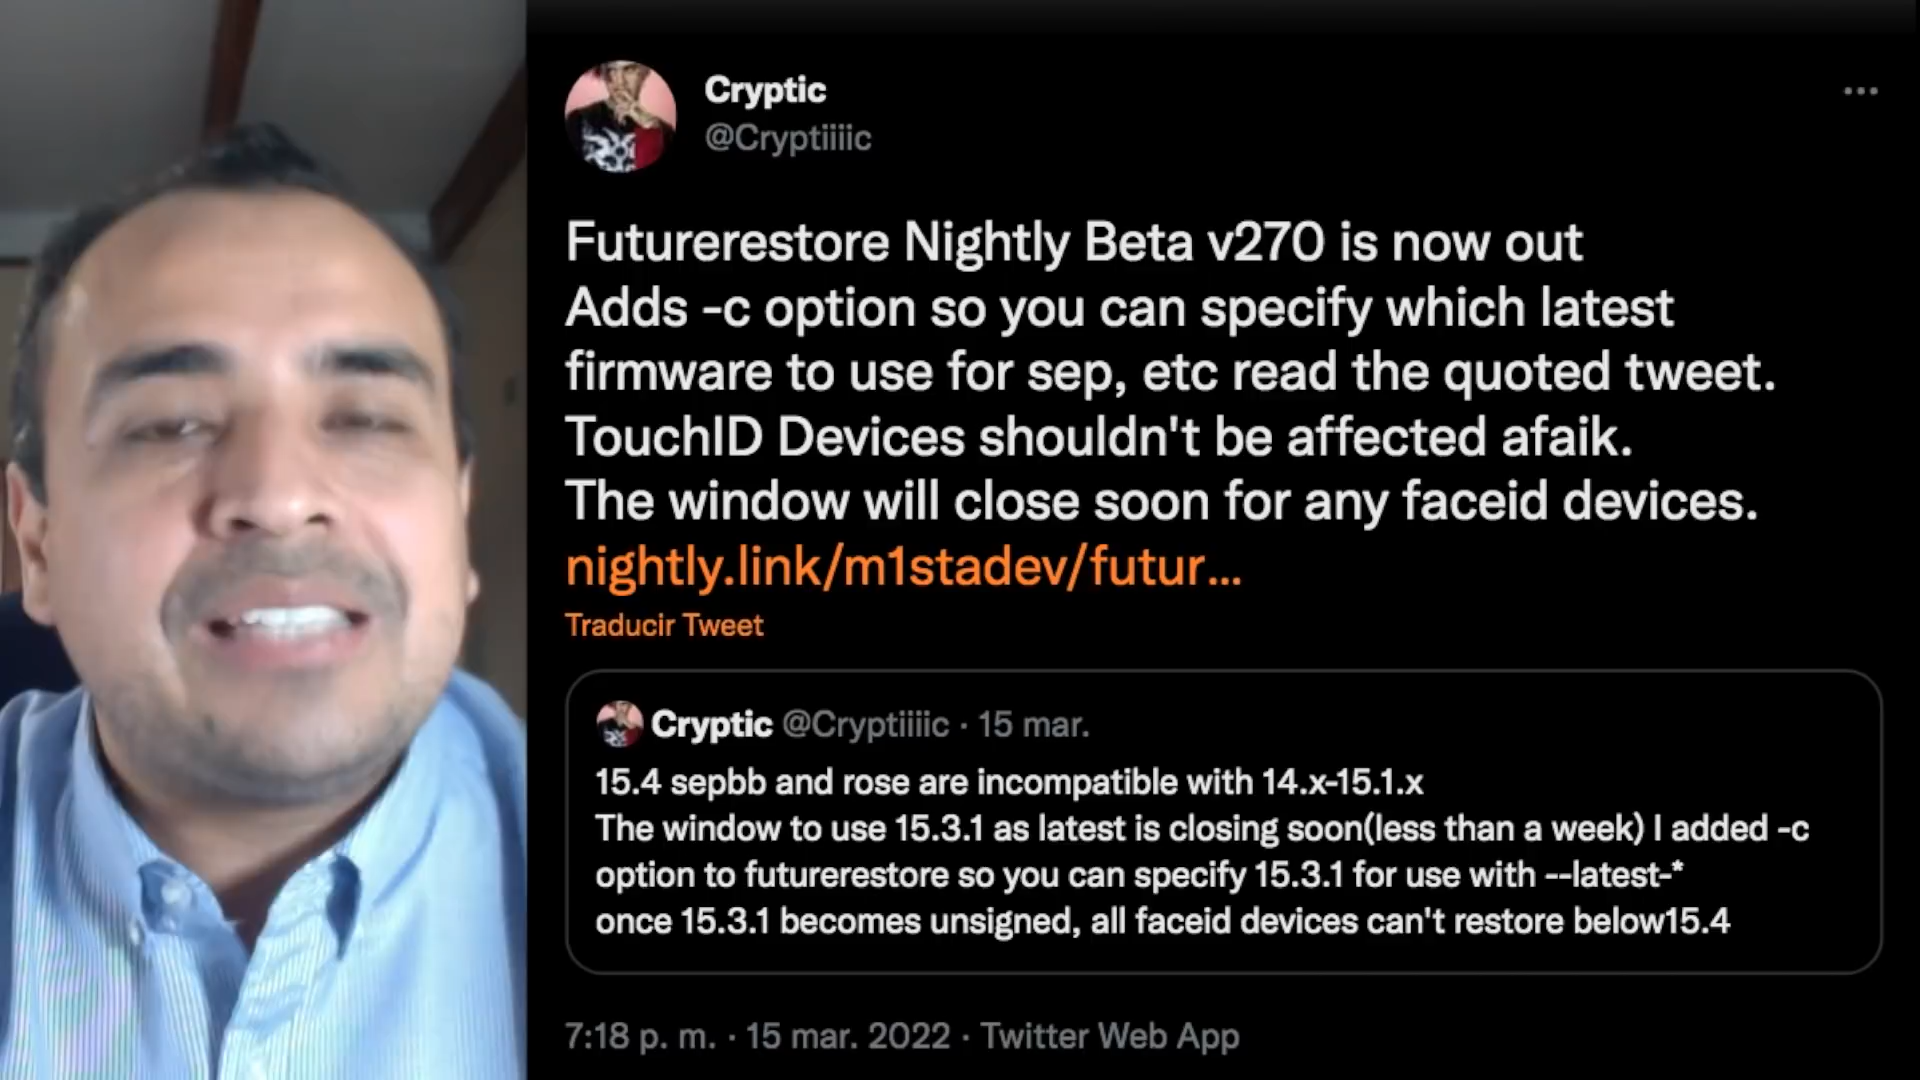 Cryptic
@Cryptiiiic
Futurerestore Nightly Beta v270 is now out
Adds -c option so you can specify which latest
firmware to use for sep, etc read the quoted tweet.
TouchID Devices shouldn't be affected afaik.
The window will close soon for any faceid devices.
nightly.link/m1stadev/futur...
Traducir Tweet
Cryptic @Cryptiiiic · 15 mar.
15.4 sepbb and rose are incompatible with 14.x-15.1.x
The window to use 15.3.1 as latest is closing soon(less than a week) I added -c
option to futurerestore so you can specify 15.3.1 for use with --latest-*
once 15.3.1 becomes unsigned, all faceid devices can't restore below15.4
7:18 p. m. · 15 mar. 2022 · Twitter Web App